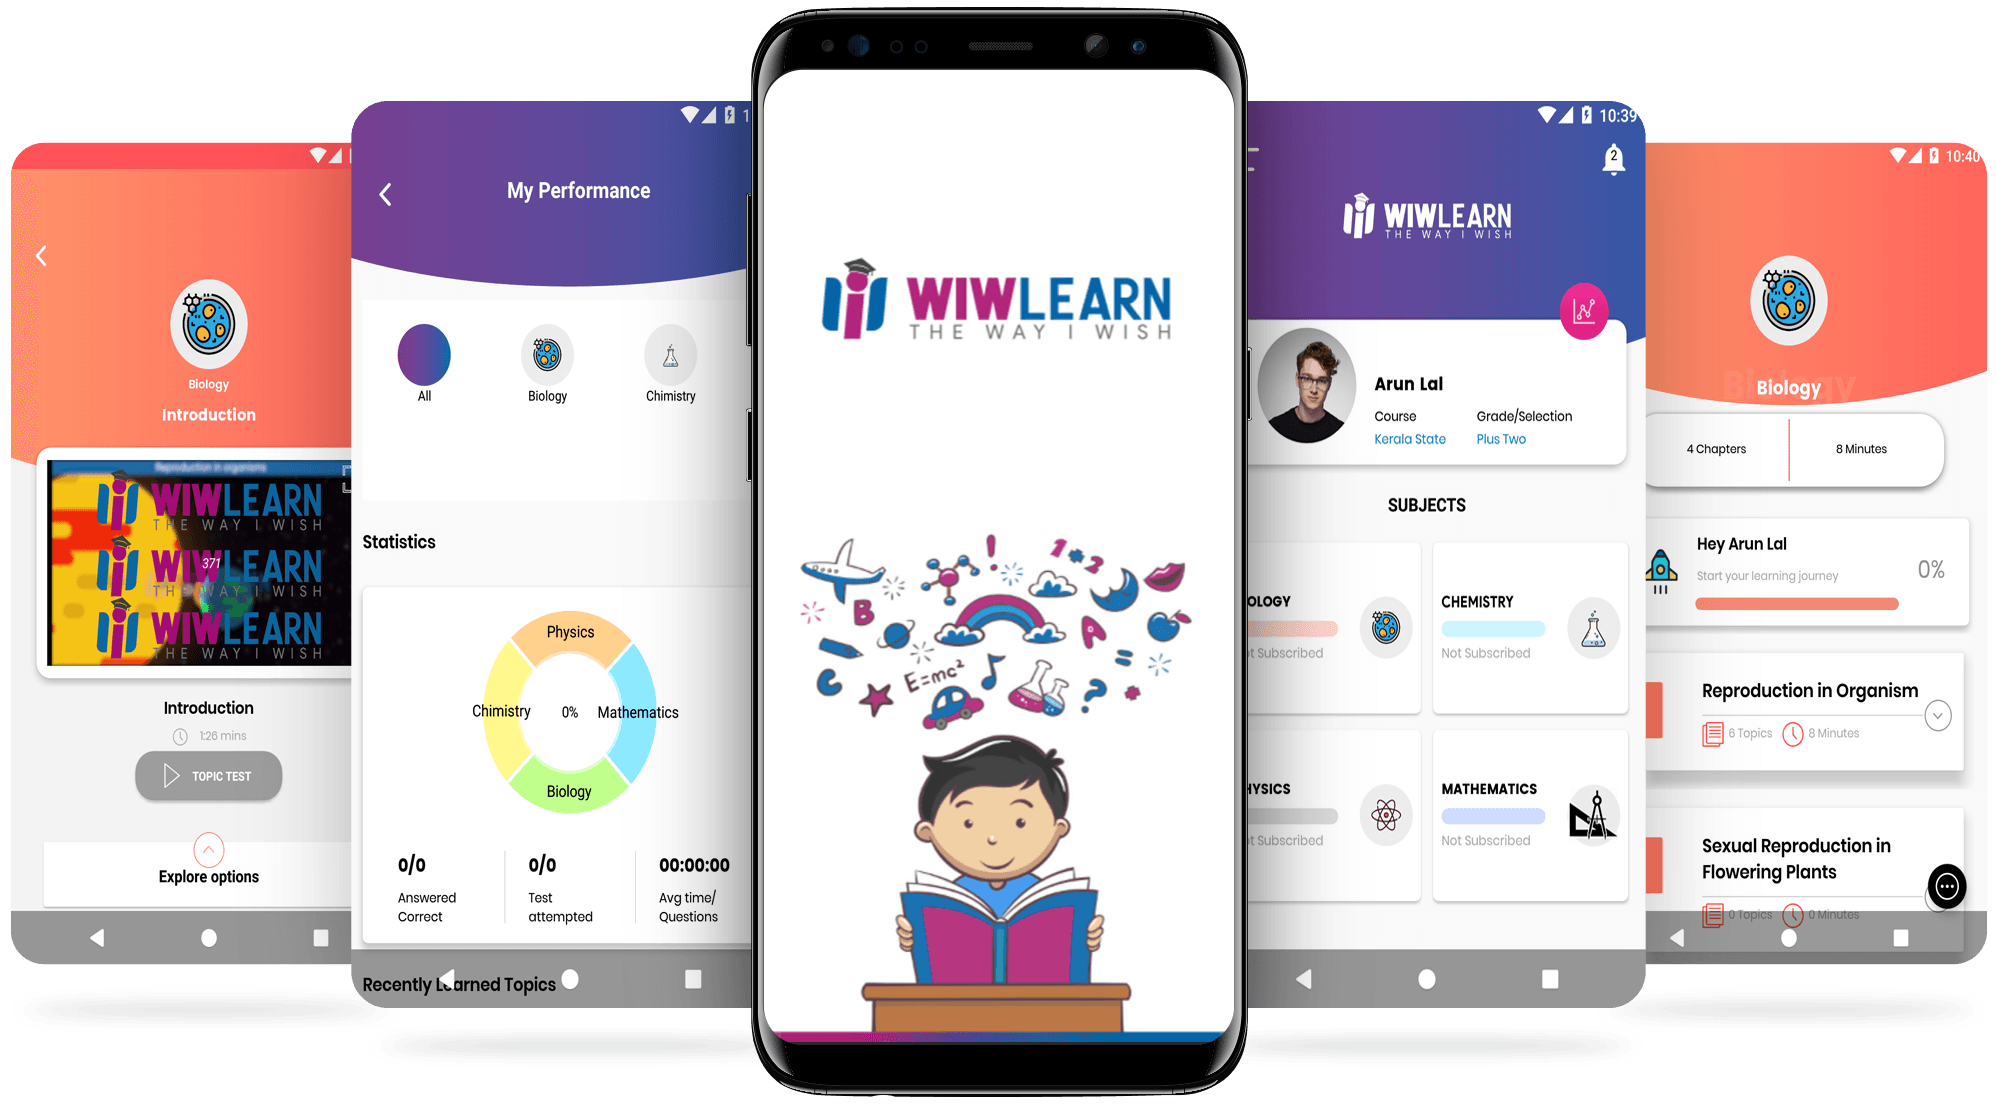 Biology
Introduction
Reproduction in organisms
WIWLEARN
THE WAY I WISH
371
WIWLEARN
THE WAY I WISH
WIWLEARN
THE WAY I WISH
Introduction
1:26 mins
TOPIC TEST
Explore options
1
My Performance
All
Biology
Chimistry
Statistics
Physics
Chimistry
0%
Mathematics
Biology
0/0
0/0
00:00:00
Answered
Correct
Test
attempted
Avg time/
Questions
Recently Learned Topics
WIWLEARN
THE WAY I WISH
1+2
B
A
E=mc²
10:39
2
WIWLEARN
THE WAY I WISH
Arun Lal
Course
Grade/Selection
Kerala State
Plus Two
SUBJECTS
OLOGY
t Subscribed
CHEMISTRY
Not Subscribed
HYSICS
t Subscribed
MATHEMATICS
Not Subscribed
10:40
Biology
4 Chapters
8 Minutes
Hey Arun Lal
Start your learning journey
0%
Reproduction in Organism
6 Topics
8 Minutes
Sexual Reproduction in
Flowering Plants
0 Topics
0 Minutes